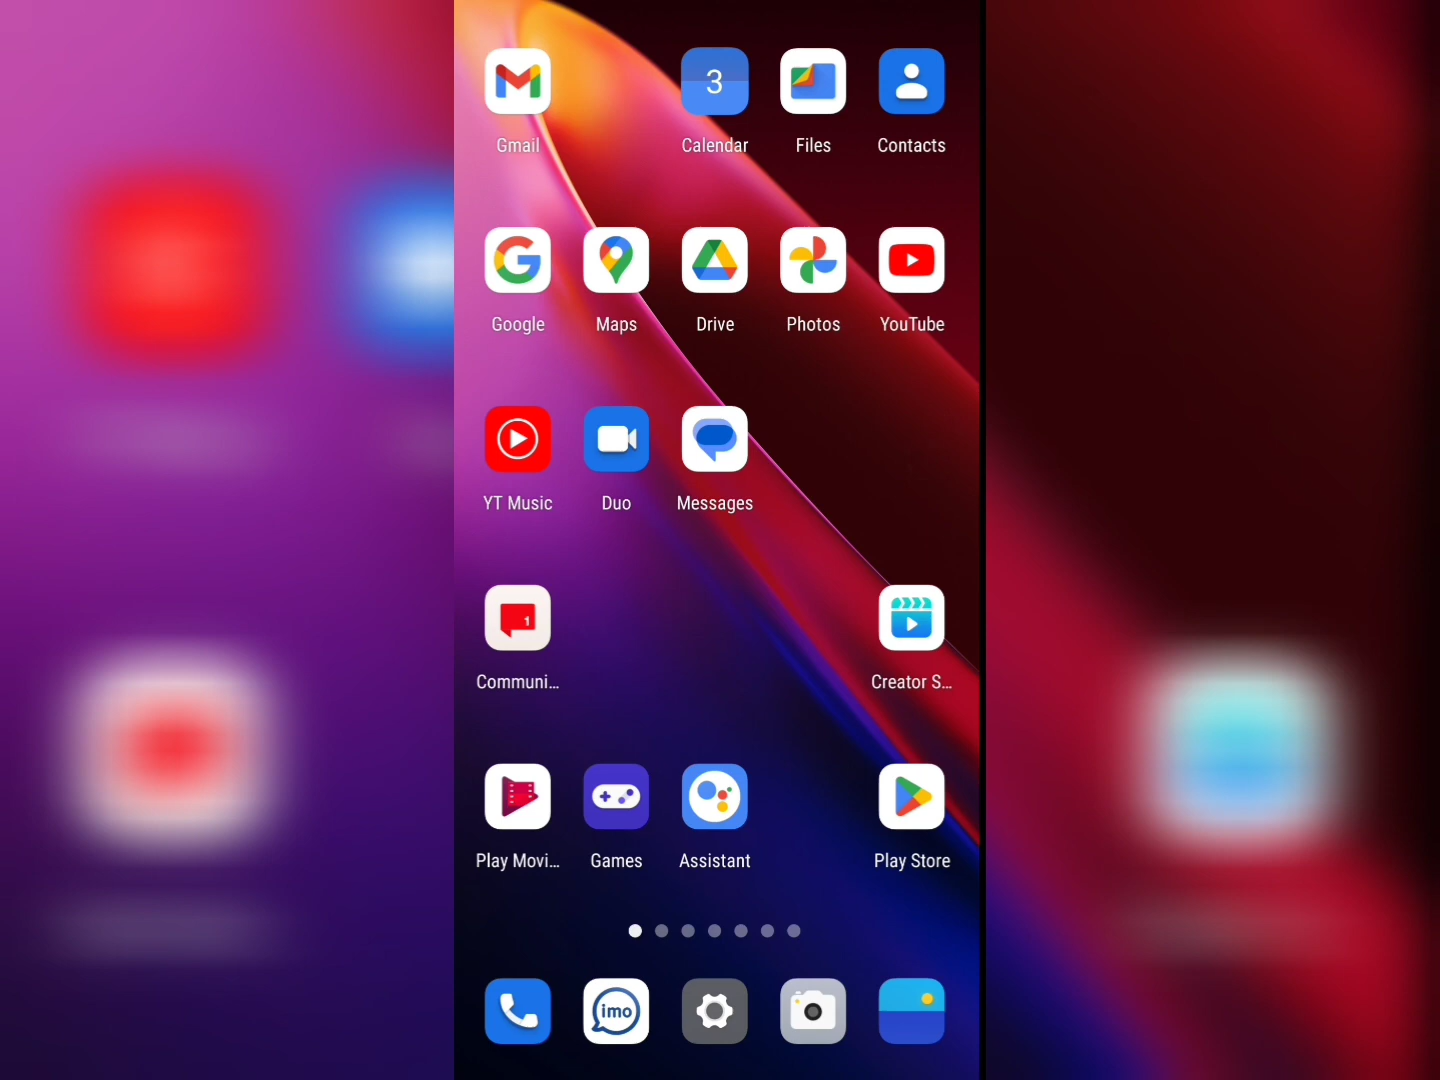 3
Gmail
Calendar
Files
Contacts
Google
Maps
Drive
Photos
YouTube
YT Music
Duo
Messages
1
Communi...
Creator S...
Play Movi...
Games
Assistant
Play Store
imo